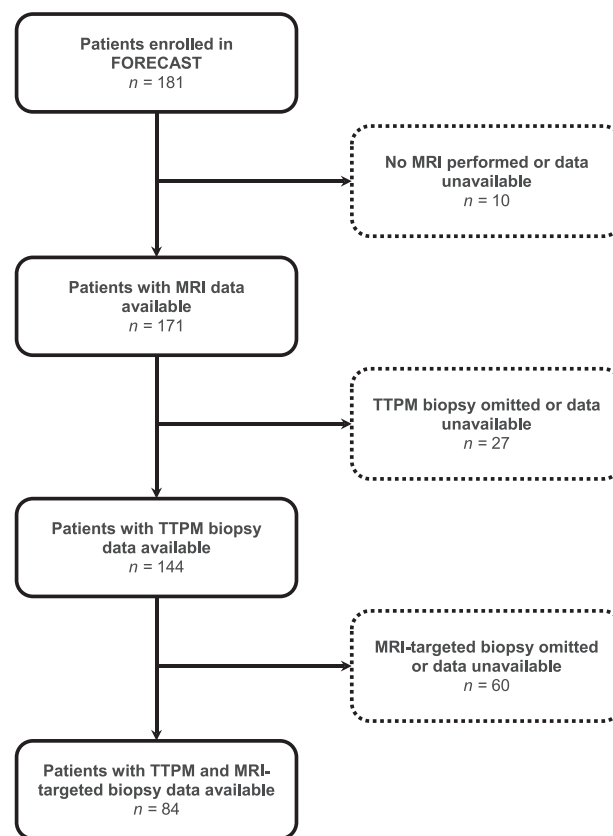 Patients enrolled in
FORECAST
n = 181
No MRI performed or data
unavailable
n = 10
Patients with MRI data
available
n = 171
TTPM biopsy omitted or data
unavailable
n = 27
Patients with TTPM biopsy
data available
n = 144
MRI-targeted biopsy omitted
or data unavailable
n = 60
Patients with TTPM and MRI-
targeted biopsy data available
n = 84